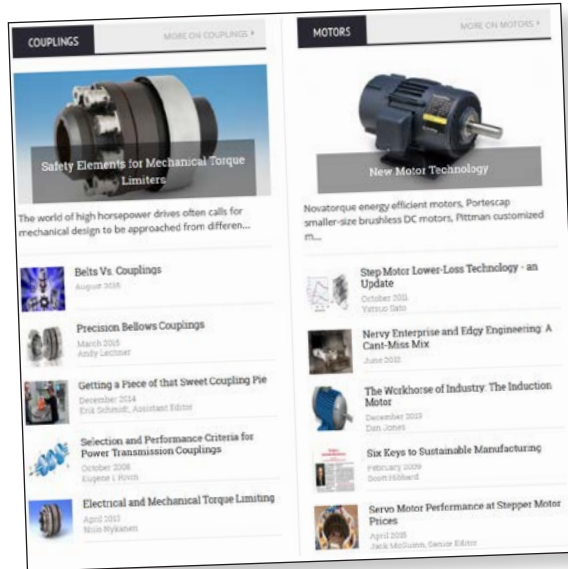 COUPLINGS
MORE ON COUPLINGS
Safety Elements for Mechanical Torque
Limiters
The world of high horsepower drives often calls for
mechanical design to be approached from differen...
Belts Vs. Couplings
August 2015
Precision Bellows Couplings
March 2015
Andy Lechner
Getting a Piece of that Sweet Coupling Pie
December 2014
Erik Schmidt, Assistant Editor
Selection and Performance Criteria for
Power Transmission Couplings
October 2008
Eugene I. Rivin
Electrical and Mechanical Torque Limiting
April 2013
Nylanen
MOTORS
MORE ON MOTORS
New Motor Technology
Novatorque energy efficient motors, Portescap
smaller-size brushless DC motors, Pittman customized
m...
Step Motor Lower-Loss Technology - an
Update
October 2011
Yatsuo Sato
Nervy Enterprise and Edgy Engineering: A
Cant-Miss Mix
June 2012
The Workhorse of Industry: The Induction
Motor
December 2013
Dan Jones
Six Keys to Sustainable Manufacturing
February 2009
Scott Hibbard
Servo Motor Performance at Stepper Motor
Prices
April 2015
Jack McGuinn, Senior Editor